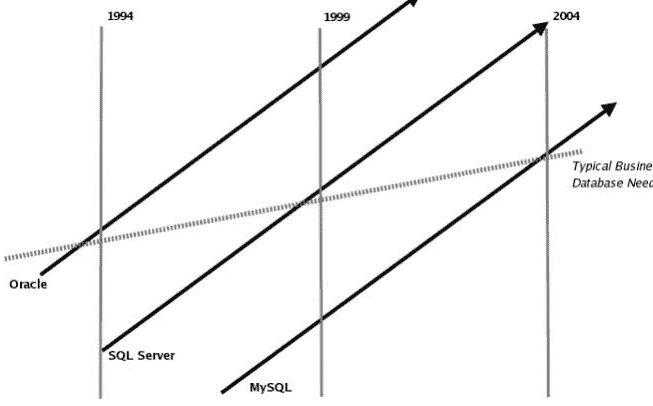 1994
1999
2004
Typical Busine
Database Need
Oracle
SQL Server
MySQL